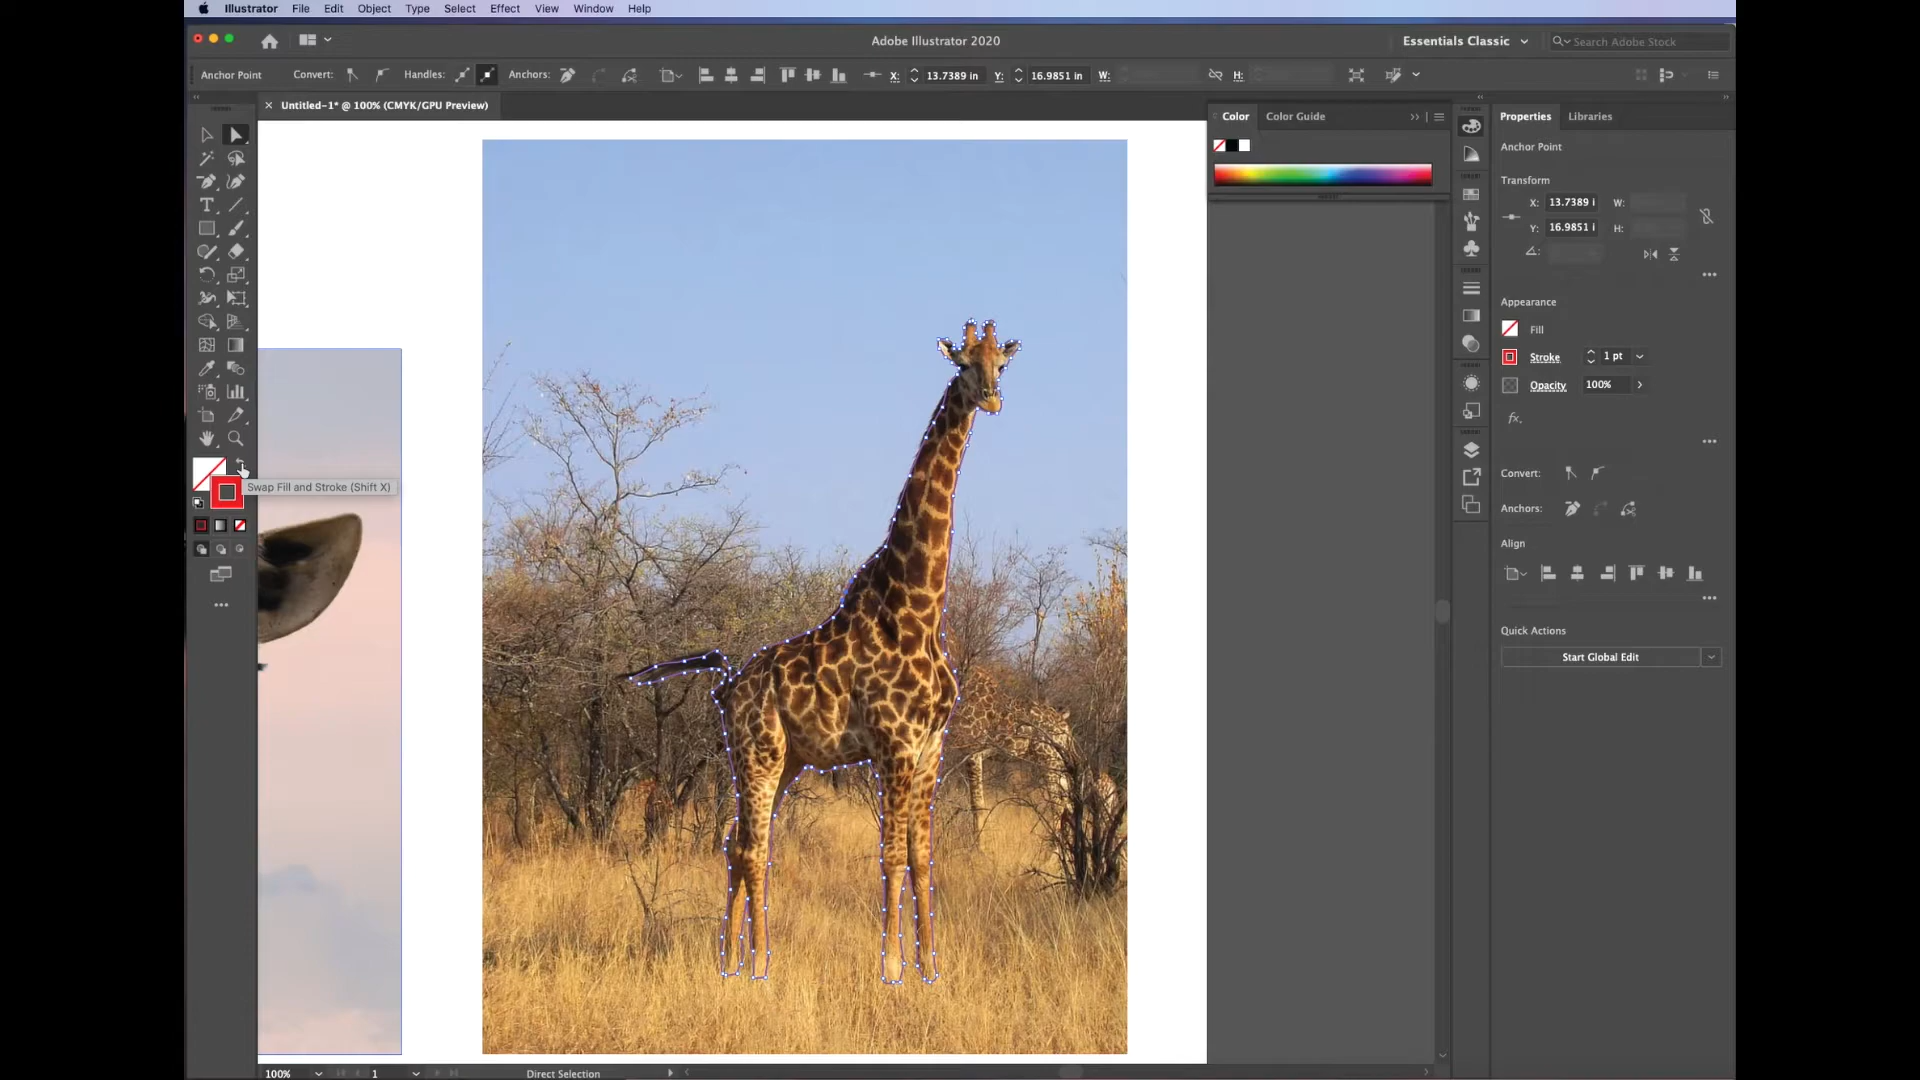 Illustrator File Edit Object Type Select Effect View Window Help
Adobe Illustrator 2020
Essentials Classic
Search Adobe Stock
Anchor Point Convert: Handles: Anchors: X: 13.7389 in Y: 16.9851 in W: H:
Untitled-1* @ 100% (CMYK/GPU Preview)
Color Color Guide
Properties Libraries
Anchor Point
Transform
X: 13.7389 i W:
Y: 16.9851 i H:
Appearance
Fill
Stroke 1 pt
Opacity 100%
fx.
Convert:
Anchors:
Align
Quick Actions
Start Global Edit
Swap Fill and Stroke (Shift X)
100% 1 Direct Selection